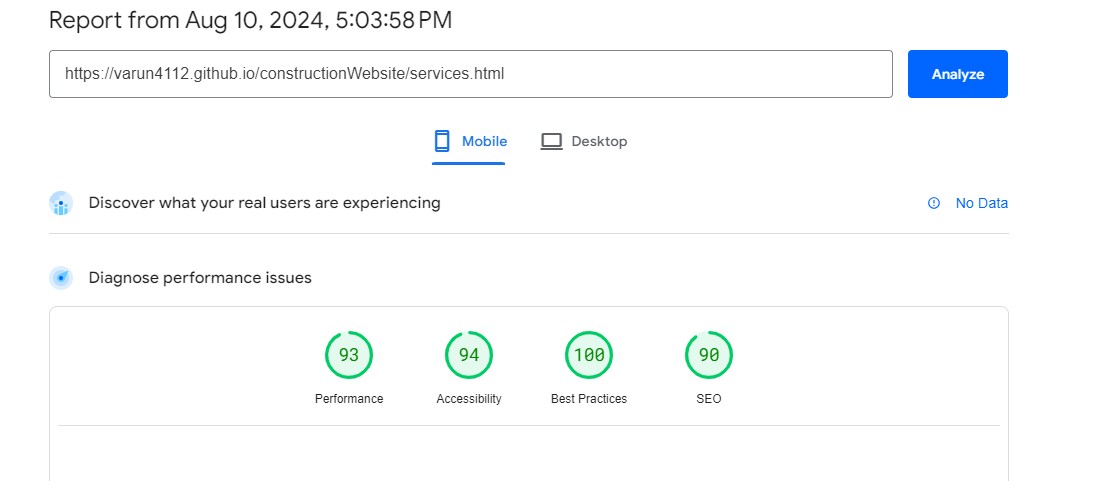 Report from Aug 10, 2024, 5:03:58 PM
https://varun4112.github.io/constructionWebsite/services.html
Analyze
Mobile
Desktop
Discover what your real users are experiencing
No Data
Diagnose performance issues
93
94
100
90
Performance
Accessibility
Best Practices
SEO